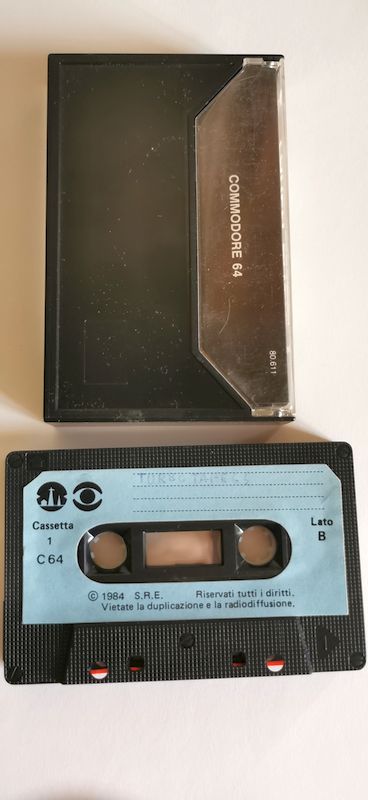 COMMODORE 64
80.611
Cassetta
1
C 64
Lato
B
© 1984 S.R.E. Riservati tutti i diritti.
Vietate la duplicazione e la radiodiffusione.